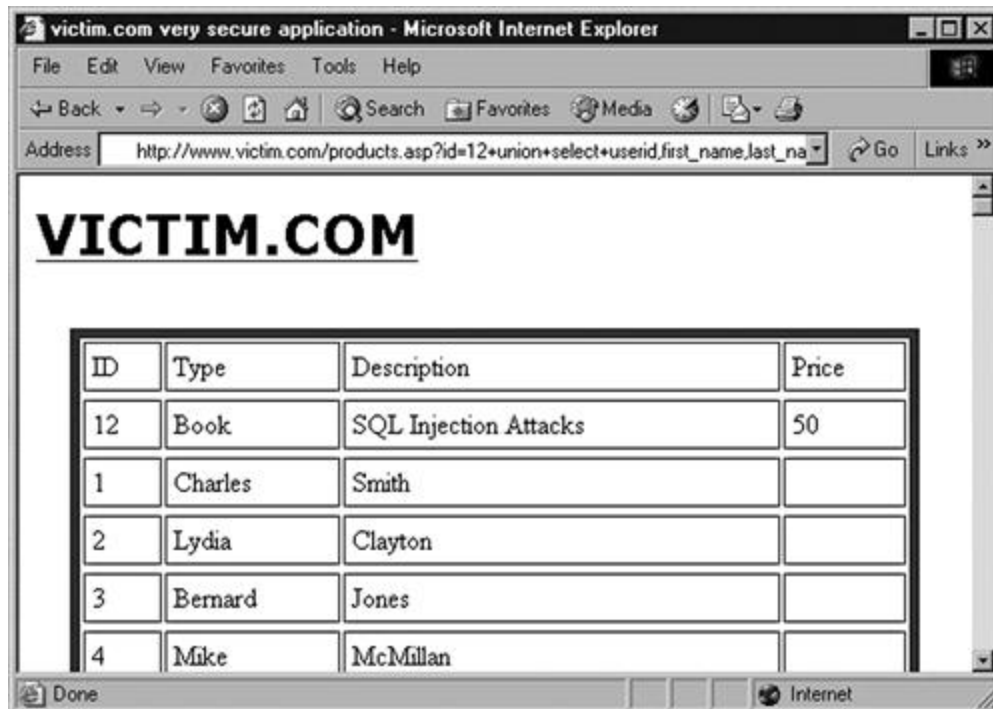 victim.com very secure application - Microsoft Internet Explorer
File Edit View Favorites Tools Help
Back Search Favorites Media
Address http://www.victim.com/products.asp?id=12+union+select+userid,first_name,last_na Go Links »
VICTIM.COM
ID Type Description Price
12 Book SQL Injection Attacks 50
1 Charles Smith
2 Lydia Clayton
3 Bernard Jones
4 Mike McMillan
Done Internet